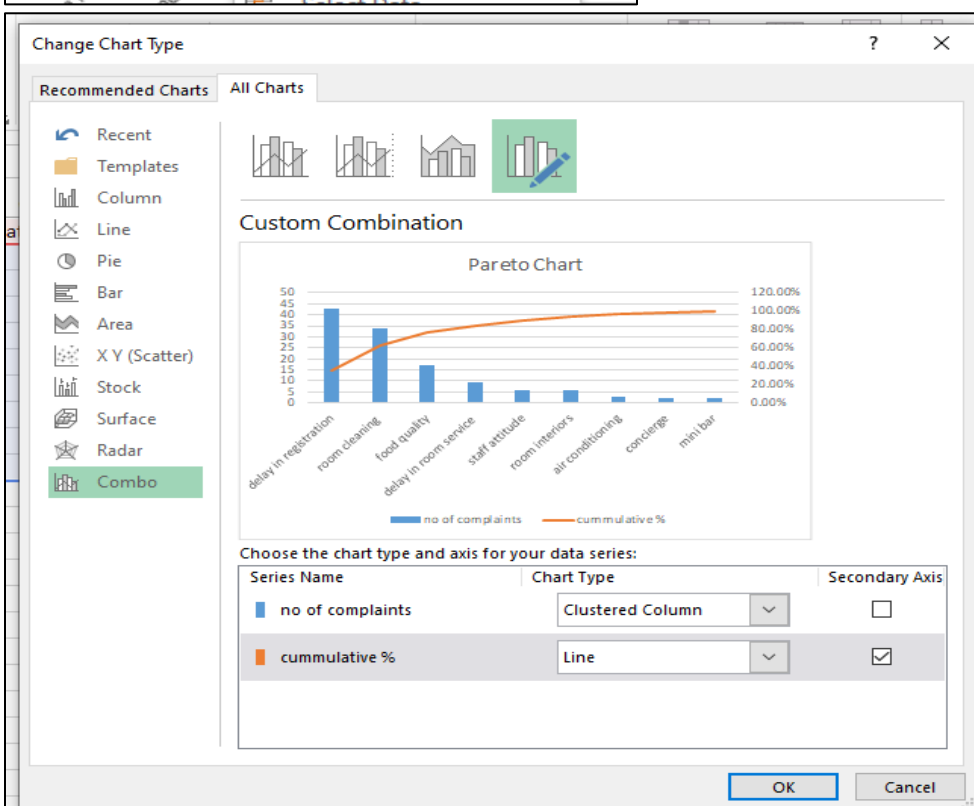 Select Data
Change Chart Type ? ×
Recommended Charts All Charts
Recent
Templates
Column
Line
Pie
Bar
Area
X Y (Scatter)
Stock
Surface
Radar
Combo
Custom Combination
Pareto Chart
50
45
40
35
30
25
20
15
10
5
0
120.00%
100.00%
80.00%
60.00%
40.00%
20.00%
0.00%
delay in registration
room cleaning
food quality
delay in room service
staff attitude
room interiors
air conditioning
concierge
mini bar
no of complaints cummulative %
Choose the chart type and axis for your data series:
Series Name Chart Type Secondary Axis
no of complaints Clustered Column
cummulative % Line
OK Cancel